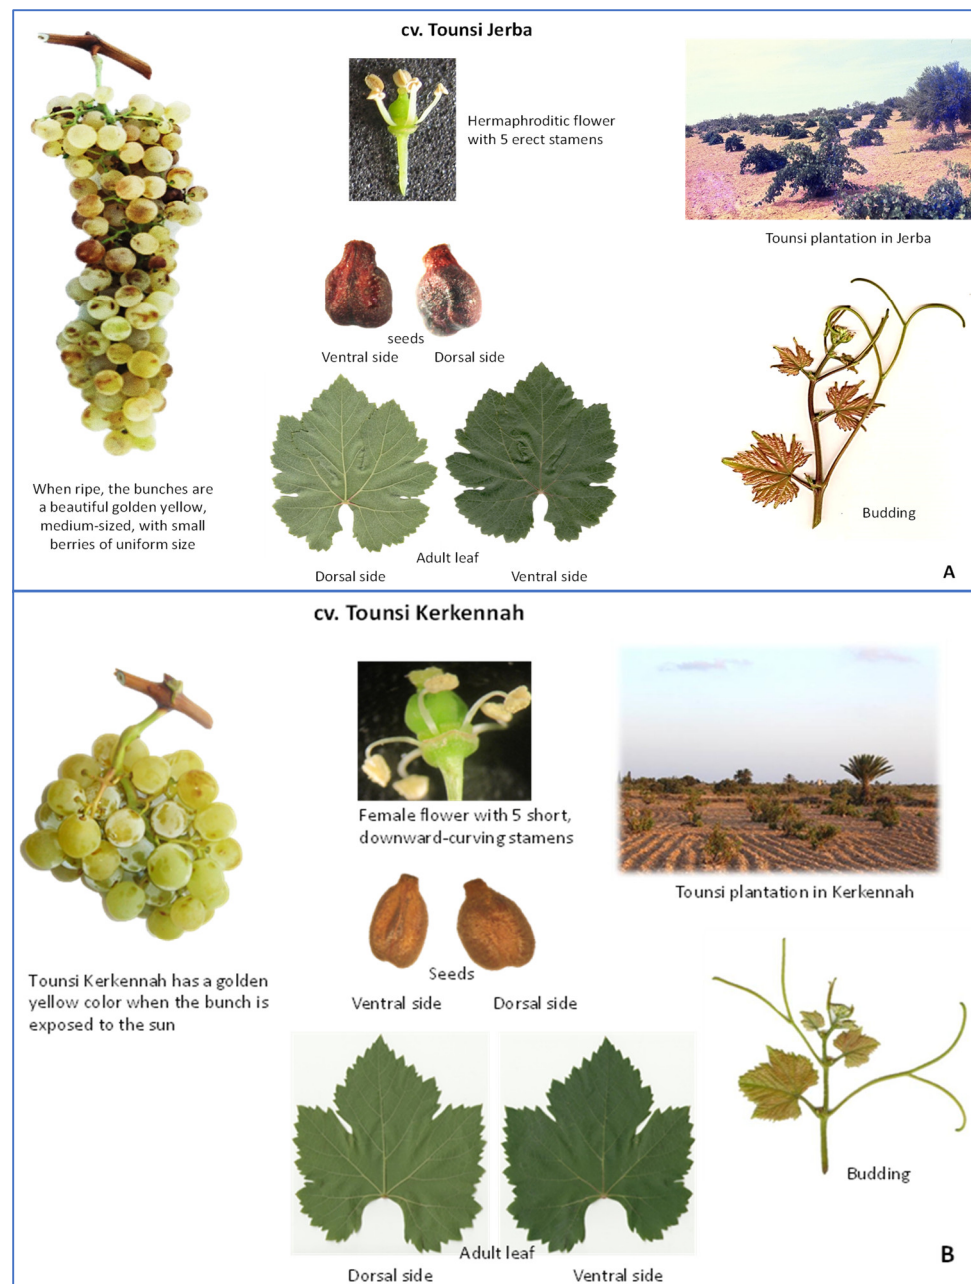 cv. Tounsi Jerba
Hermaphroditic flower
with 5 erect stamens
Tounsi plantation in Jerba
seeds
Ventral side
Dorsal side
When ripe, the bunches are
a beautiful golden yellow,
medium-sized, with small
berries of uniform size
Budding
Adult leaf
Dorsal side
Ventral side
A
cv. Tounsi Kerkennah
Female flower with 5 short,
downward-curving stamens
Tounsi plantation in Kerkennah
Tounsi Kerkennah has a golden
yellow color when the bunch is
exposed to the sun
Seeds
Ventral side
Dorsal side
Budding
Adult leaf
Dorsal side
Ventral side
B